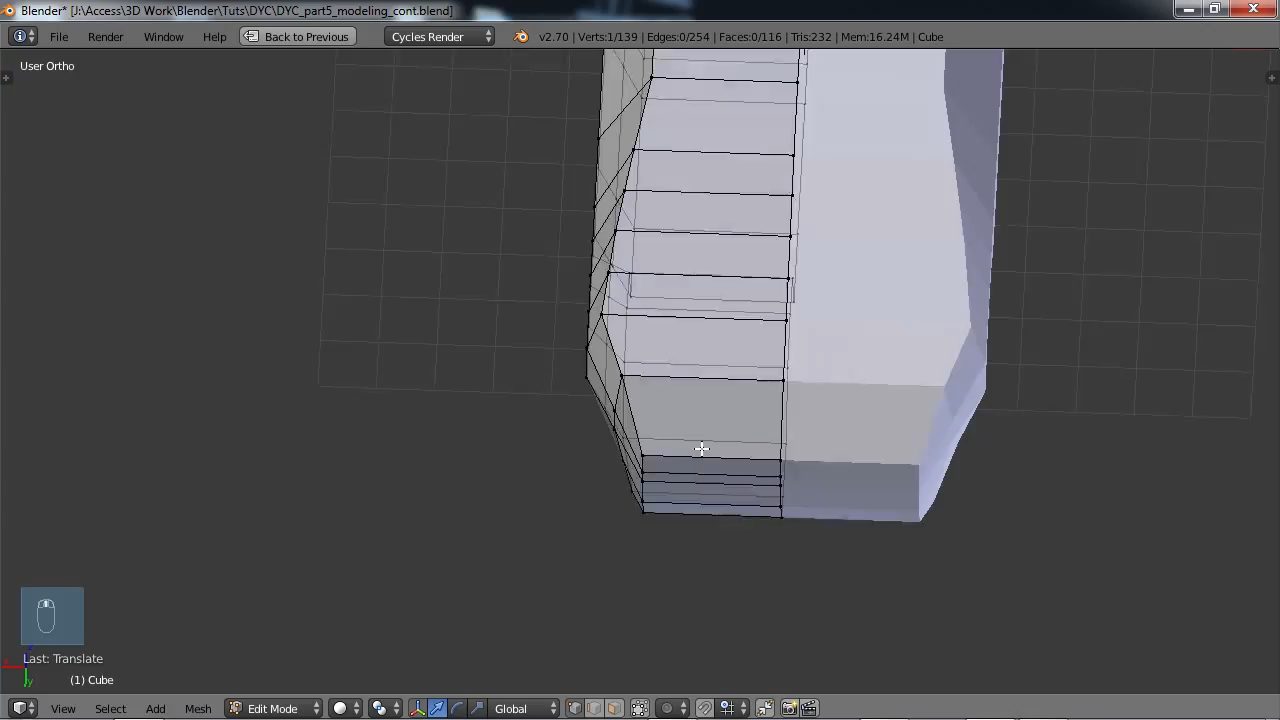 Blender* [J:\Access\3D Work\Blender\Tuts\DYC\DYC_part5_modeling_cont.blend]
File Render Window Help Back to Previous Cycles Render v2.70 | Verts:1/139 | Edges:0/254 | Faces:0/116 | Tris:232 | Mem:16.24M | Cube
User Ortho
Last: Translate
y
(1) Cube
View Select Add Mesh Edit Mode Global